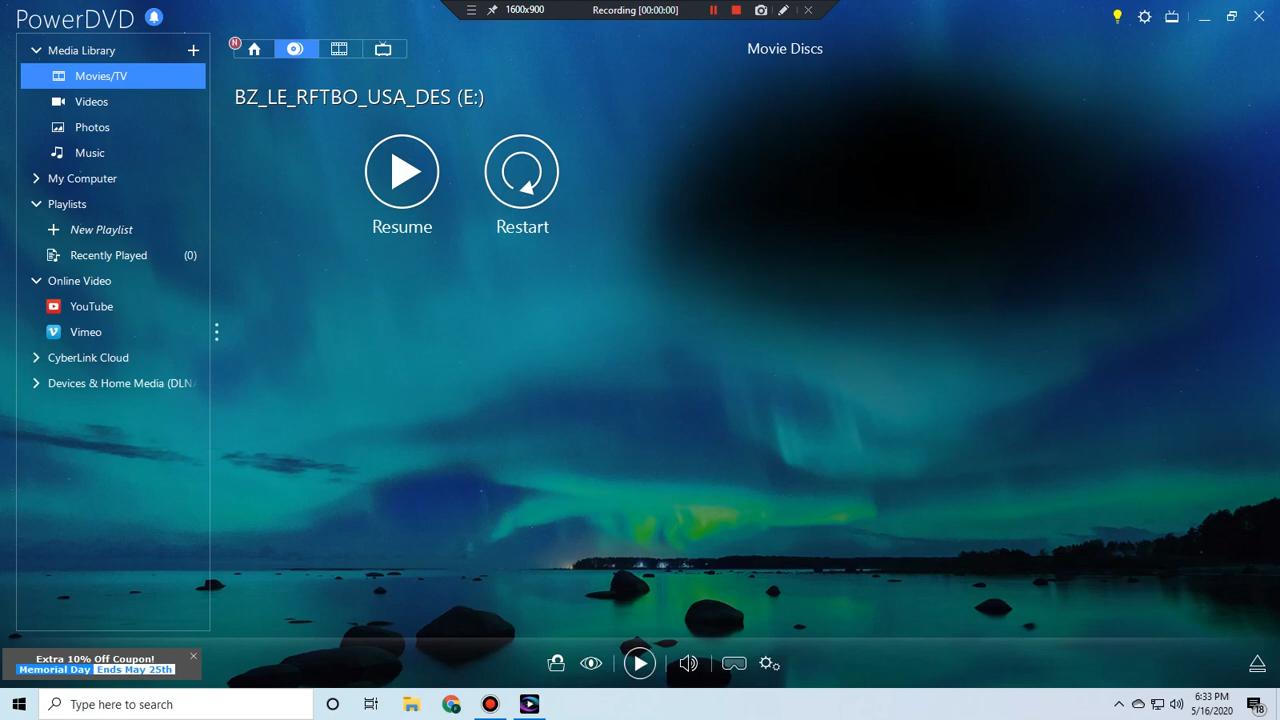 PowerDVD
1600x900
Recording [00:00:00]
Media Library
Movies/TV
Videos
Photos
Music
My Computer
Playlists
New Playlist
Recently Played (0)
Online Video
YouTube
Vimeo
CyberLink Cloud
Devices & Home Media (DLN
N
Movie Discs
BZ_LE_RFTBO_USA_DES (E:)
Resume
Restart
Extra 10% Off Coupon!
Memorial Day Ends May 25th
Type here to search
6:33 PM
5/16/2020
18